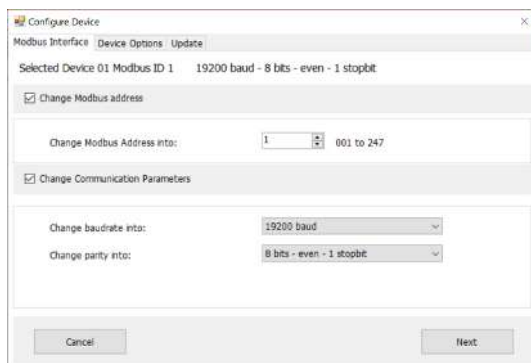 Configure Device
Modbus Interface Device Options Update
Selected Device 01 Modbus ID 1 19200 baud - 8 bits - even - 1 stopbit
Change Modbus address
Change Modbus Address into: 1 001 to 247
Change Communication Parameters
Change baudrate into: 19200 baud
Change parity into: 8 bits - even - 1 stopbit
Cancel Next